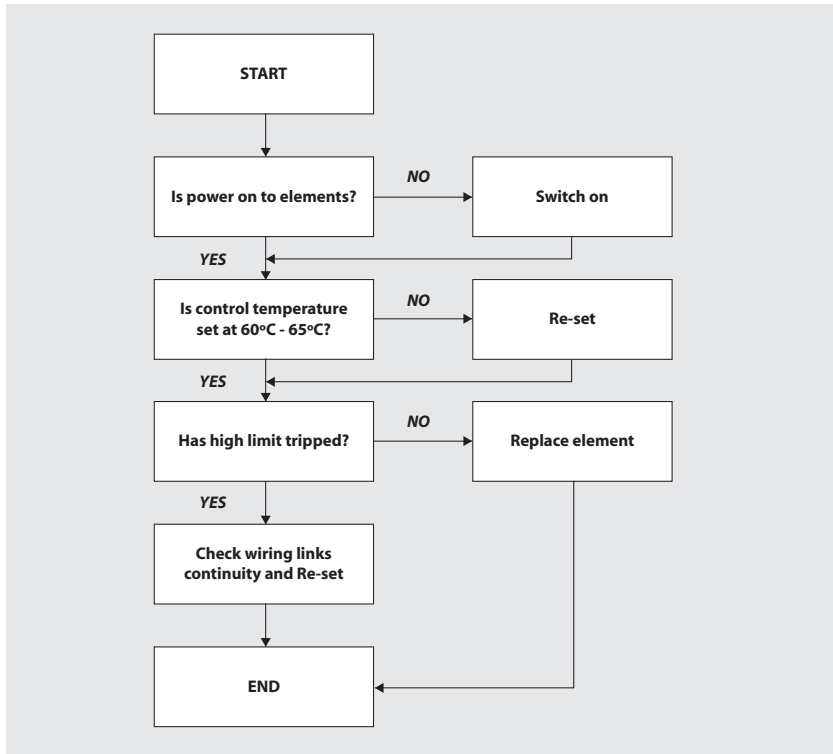 START
Is power on to elements?
NO
Switch on
YES
Is control temperature
set at 60ºC - 65ºC?
NO
Re-set
YES
Has high limit tripped?
NO
Replace element
YES
Check wiring links
continuity and Re-set
END